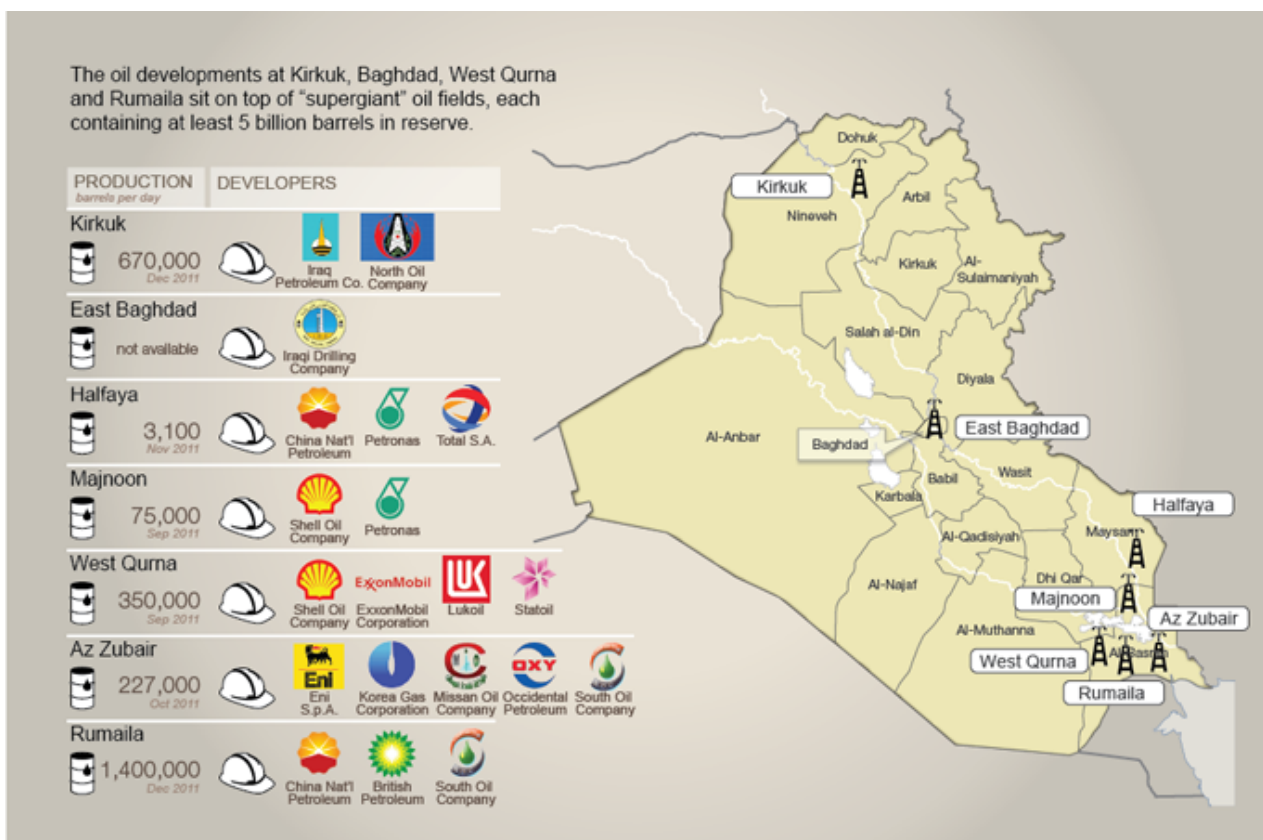 The oil developments at Kirkuk, Baghdad, West Qurna
and Rumaila sit on top of “supergiant” oil fields, each
containing at least 5 billion barrels in reserve.
PRODUCTION
barrels per day
DEVELOPERS
Kirkuk
670,000
Dec 2011
Iraq
Petroleum Co.
North Oil
Company
East Baghdad
not available
Iraqi Drilling
Company
Halfaya
3,100
Nov 2011
China Nat'l
Petroleum
Petronas
Total S.A.
Majnoon
75,000
Sep 2011
Shell Oil
Company
Petronas
West Qurna
350,000
Sep 2011
Shell Oil
Company
ExxonMobil
ExxonMobil
Corporation
LUK
Lukoil
Statoil
Az Zubair
227,000
Oct 2011
Eni
Eni
S.p.A.
Korea Gas
Corporation
Missan Oil
Company
OXY
Occidental
Petroleum
South Oil
Company
Rumaila
1,400,000
Dec 2011
China Nat'l
Petroleum
British
Petroleum
South Oil
Company
Dohuk
Kirkuk
Nineveh
Arbil
Kirkuk
Al-
Sulaimaniyah
Salah al-Din
Diyala
Al-Anbar
Baghdad
East Baghdad
Wasit
Babil
Karbala
Halfaya
Maysan
Al-Qadisiyah
Al-Najaf
Dhi Qar
Majnoon
Az Zubair
Al-Muthanna
West Qurna
Rumaila